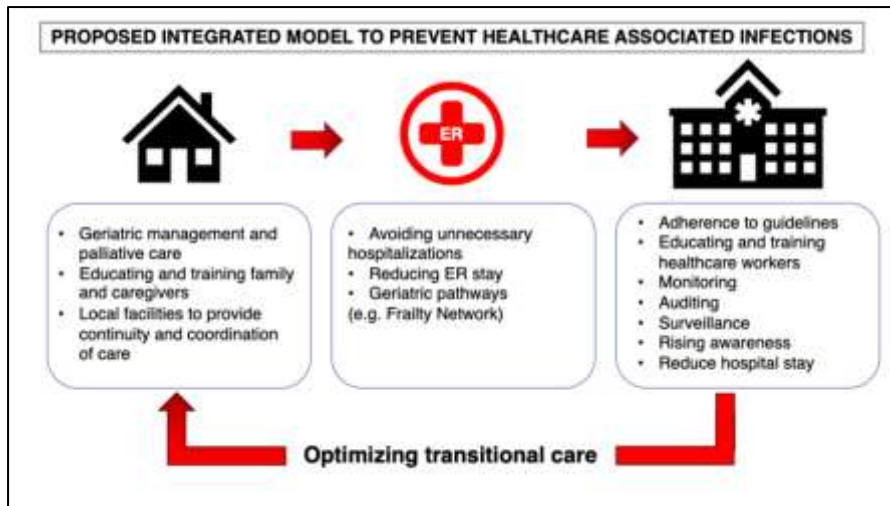 PROPOSED INTEGRATED MODEL TO PREVENT HEALTHCARE ASSOCIATED INFECTIONS
ER
• Geriatric management and
palliative care
• Educating and training family
and caregivers
• Local facilities to provide
continuity and coordination
of care
• Avoiding unnecessary
hospitalizations
• Reducing ER stay
• Geriatric pathways
(e.g. Frailty Network)
• Adherence to guidelines
• Educating and training
healthcare workers
• Monitoring
• Auditing
• Surveillance
• Rising awareness
• Reduce hospital stay
Optimizing transitional care